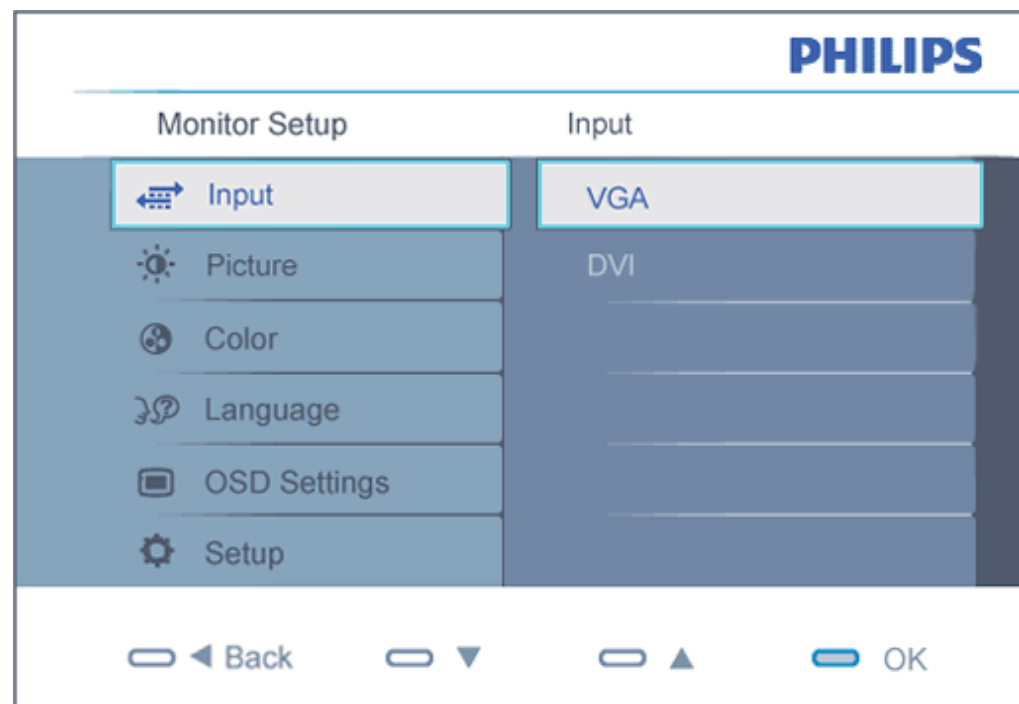 PHILIPS
Monitor Setup Input
Input VGA
Picture DVI
Color
Language
OSD Settings
Setup
Back OK